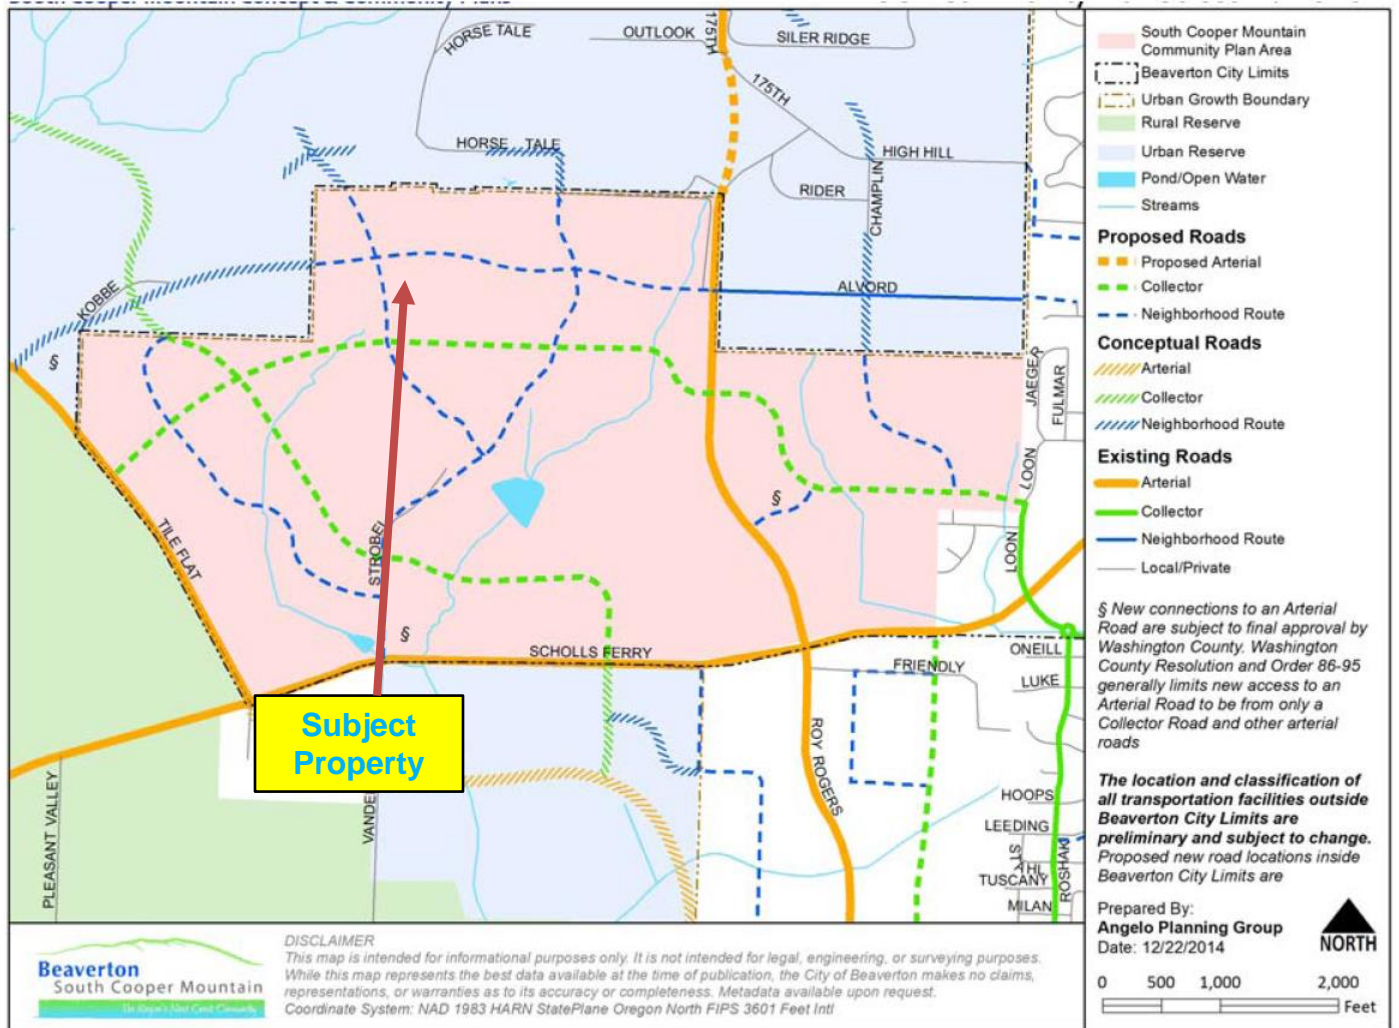 HORSE TALE
OUTLOOK
175TH
SILER RIDGE
175TH
HORSE TALE
HIGH HILL
RIDER
CHAMPLIN
KOBBE
ALVORD
§
JAEGER
FULMAR
LOON
§
TILE FLAT
STROBEL
LOON
§
SCHOLLS FERRY
FRIENDLY
ONEILL
LUKE
Subject
Property
ROY ROGERS
PLEASANT VALLEY
VANDE
HOOPS
LEEDING
STY
THI
TUSCANY
ROSHAK
MILAN
South Cooper Mountain
Community Plan Area
Beaverton City Limits
Urban Growth Boundary
Rural Reserve
Urban Reserve
Pond/Open Water
Streams
Proposed Roads
Proposed Arterial
Collector
Neighborhood Route
Conceptual Roads
Arterial
Collector
Neighborhood Route
Existing Roads
Arterial
Collector
Neighborhood Route
Local/Private
§ New connections to an Arterial
Road are subject to final approval by
Washington County. Washington
County Resolution and Order 86-95
generally limits new access to an
Arterial Road to be from only a
Collector Road and other arterial
roads
The location and classification of
all transportation facilities outside
Beaverton City Limits are
preliminary and subject to change.
Proposed new road locations inside
Beaverton City Limits are
Prepared By:
Angelo Planning Group
Date: 12/22/2014
NORTH
0 500 1,000 2,000
Feet
Beaverton
South Cooper Mountain
DISCLAIMER
This map is intended for informational purposes only. It is not intended for legal, engineering, or surveying purposes.
While this map represents the best data available at the time of publication, the City of Beaverton makes no claims,
representations, or warranties as to its accuracy or completeness. Metadata available upon request.
Coordinate System: NAD 1983 HARN StatePlane Oregon North FIPS 3601 Feet Intl